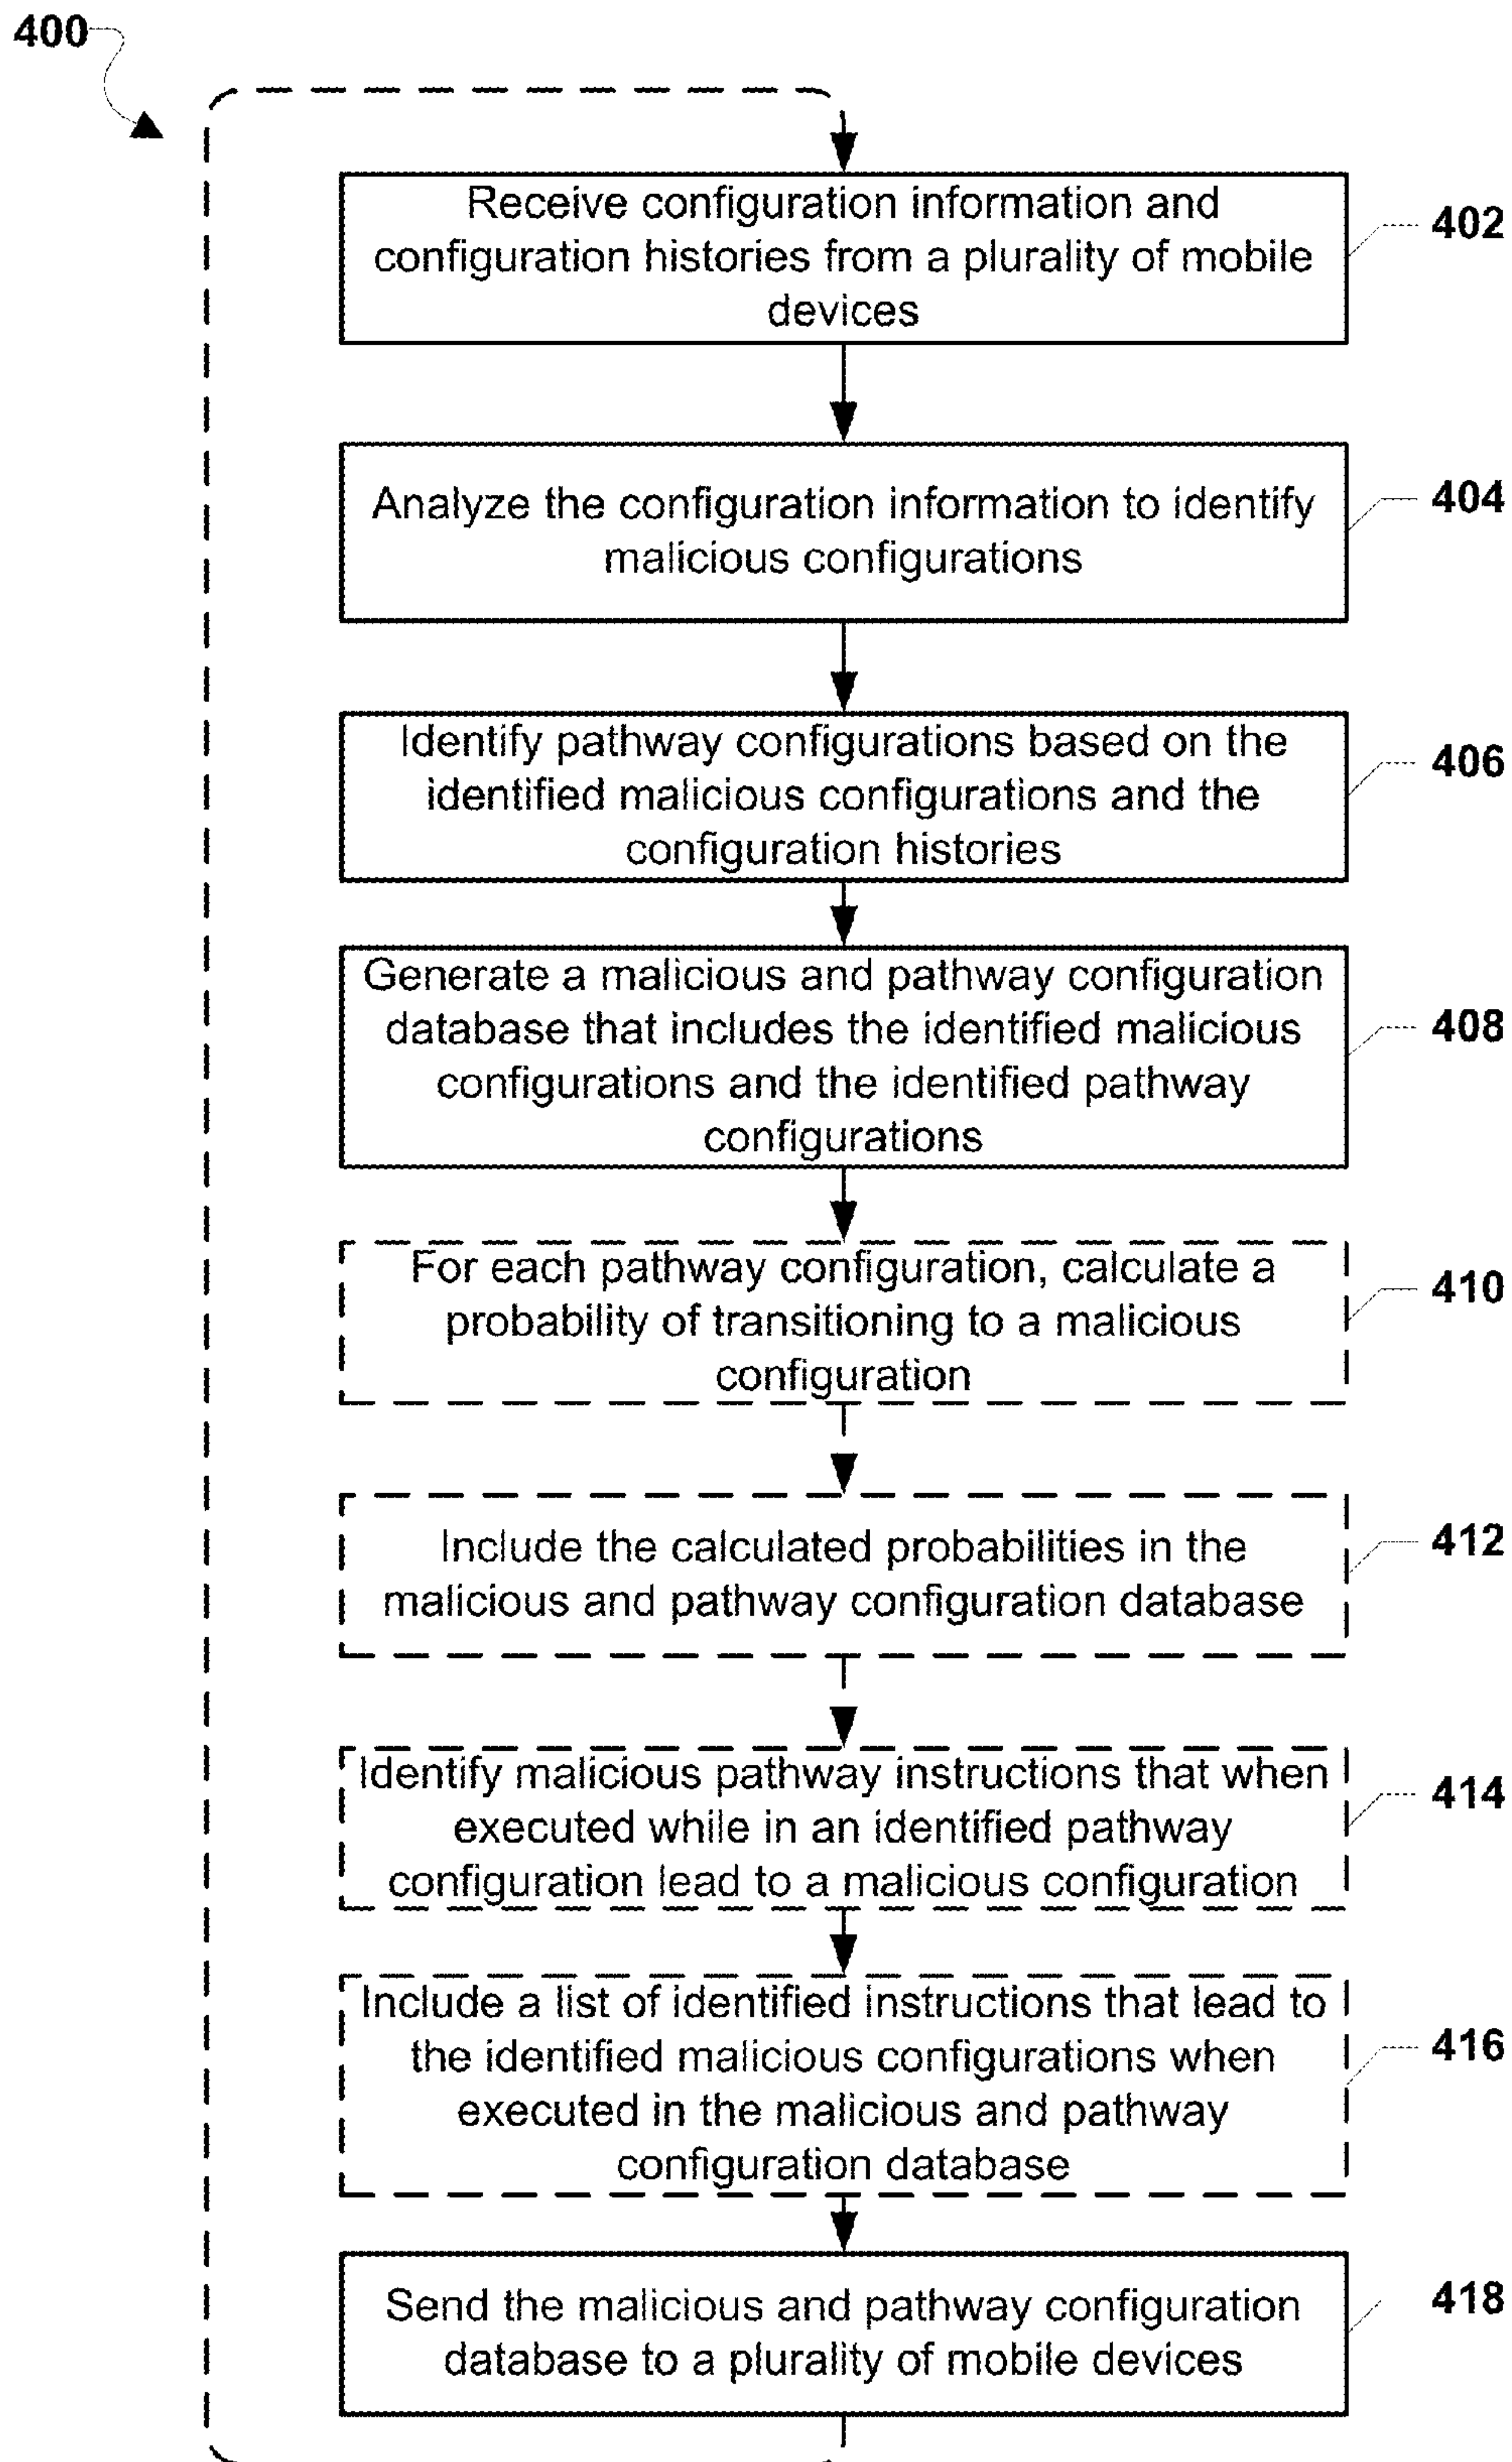 400
Receive configuration information and
configuration histories from a plurality of mobile
devices
402
Analyze the configuration information to identify
malicious configurations
404
Identify pathway configurations based on the
identified malicious configurations and the
configuration histories
406
Generate a malicious and pathway configuration
database that includes the identified malicious
configurations and the identified pathway
configurations
408
For each pathway configuration, calculate a
probability of transitioning to a malicious
configuration
410
Include the calculated probabilities in the
malicious and pathway configuration database
412
Identify malicious pathway instructions that when
executed while in an identified pathway
configuration lead to a malicious configuration
414
Include a list of identified instructions that lead to
the identified malicious configurations when
executed in the malicious and pathway
configuration database
416
Send the malicious and pathway configuration
database to a plurality of mobile devices
418